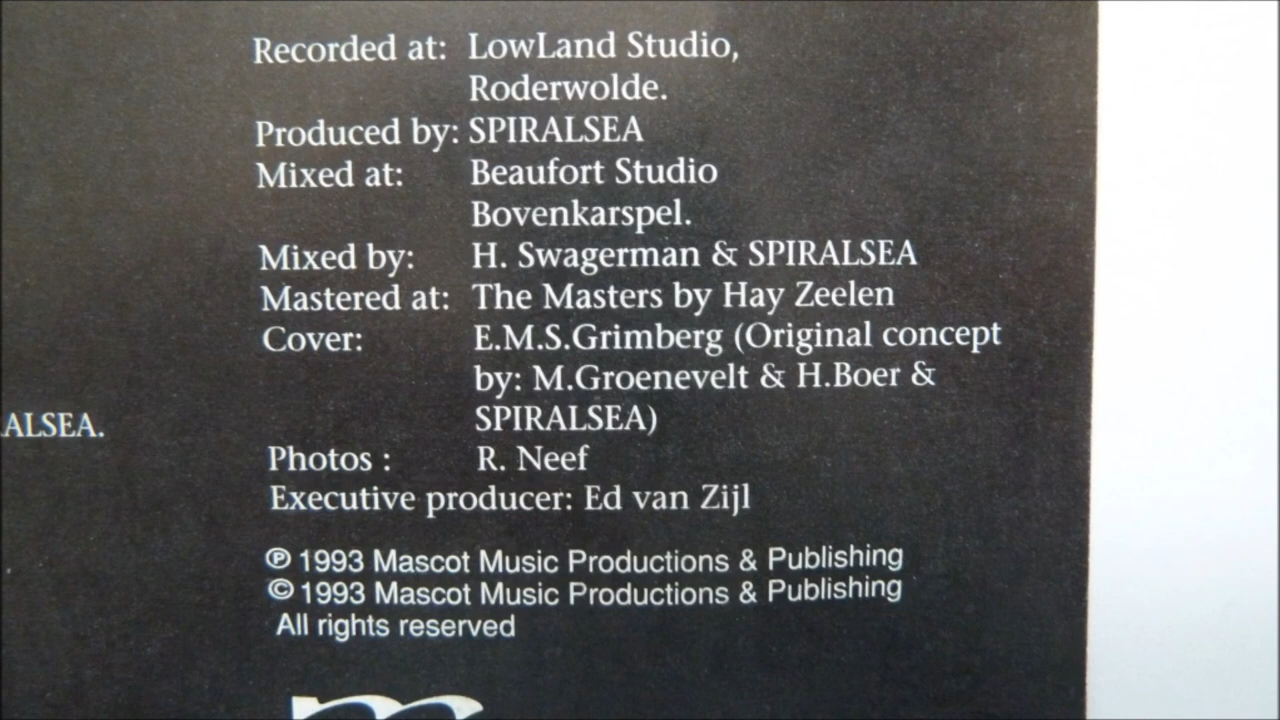 Recorded at: LowLand Studio,
Roderwolde.
Produced by: SPIRALSEA
Mixed at: Beaufort Studio
Bovenkarspel.
Mixed by: H. Swagerman & SPIRALSEA
Mastered at: The Masters by Hay Zeelen
Cover: E.M.S.Grimberg (Original concept
by: M.Groenevelt & H.Boer &
SPIRALSEA)
ALSEA.
Photos : R. Neef
Executive producer: Ed van Zijl
℗ 1993 Mascot Music Productions & Publishing
© 1993 Mascot Music Productions & Publishing
All rights reserved